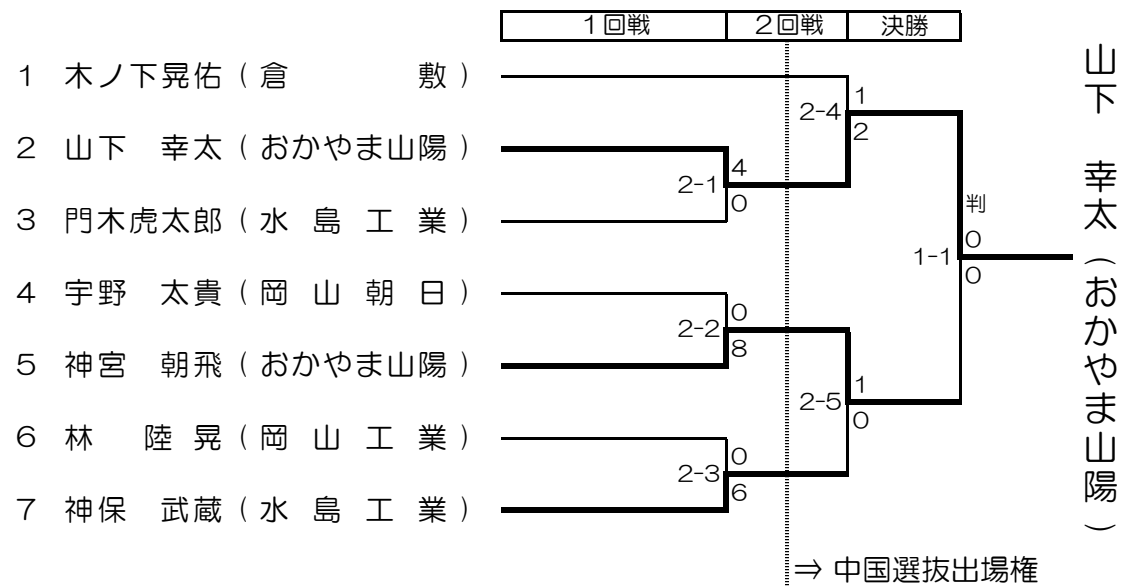 1回戦 2回戦 決勝
1 木ノ下晃佑 ( 倉 敷 )
2-4 1
2
2 山下 幸太 ( おかやま山陽 )
2-1 4
0
3 門木虎太郎 ( 水 島 工 業 )
判
0
1-1
0
4 宇野 太貴 ( 岡 山 朝 日 )
2-2 0
8
5 神宮 朝飛 ( おかやま山陽 )
2-5 1
0
6 林 陸 晃 ( 岡 山 工 業 )
2-3 0
6
7 神保 武蔵 ( 水 島 工 業 )
⇒ 中国選抜出場権
山下 幸太(おかやま山陽)